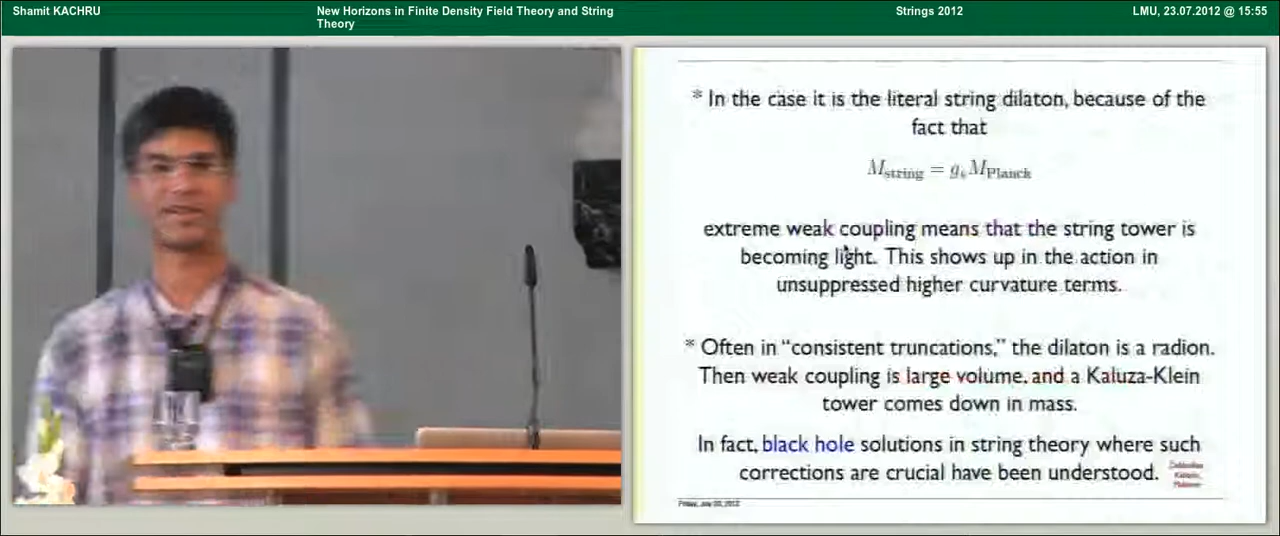 Shamit KACHRU
New Horizons in Finite Density Field Theory and String
Theory
Strings 2012
LMU, 23.07.2012 @ 15:55
* In the case it is the literal string dilaton, because of the
fact that
M_string = g_s M_Planck
extreme weak coupling means that the string tower is
becoming light. This shows up in the action in
unsuppressed higher curvature terms.
* Often in “consistent truncations,” the dilaton is a radion.
Then weak coupling is large volume, and a Kaluza-Klein
tower comes down in mass.
In fact, black hole solutions in string theory where such
corrections are crucial have been understood.